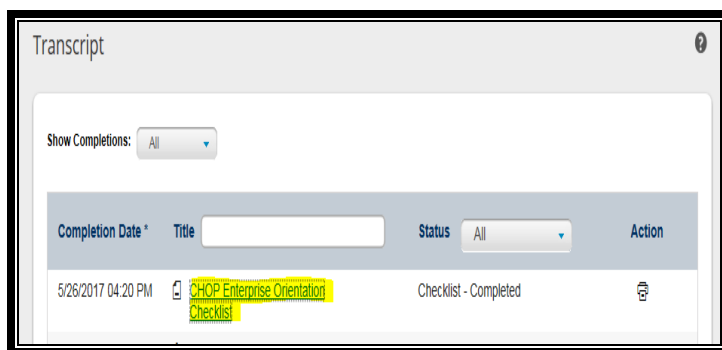 Transcript
Show Completions: All
Completion Date * Title Status All Action
5/26/2017 04:20 PM CHOP Enterprise Orientation Checklist - Completed
Checklist